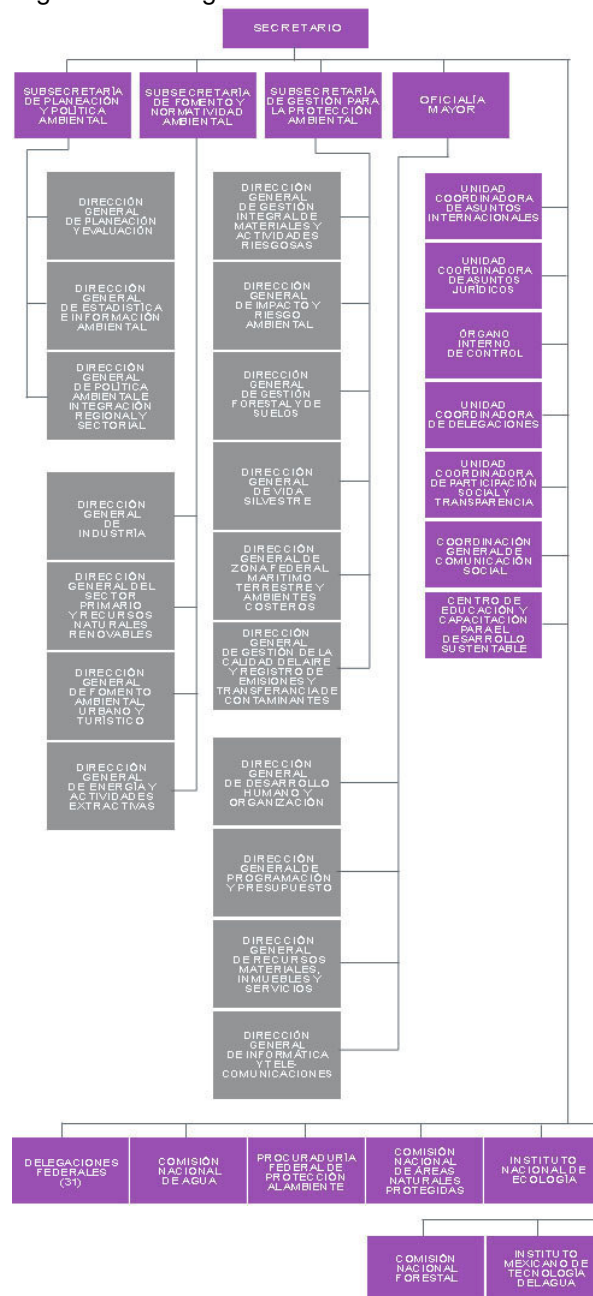 SECRETARIO
SUBSECRETARÍA
DE PLANEACIÓN
Y POLÍTICA
AMBIENTAL
SUBSECRETARÍA
DE FOMENTO Y
NORMATIVIDAD
AMBIENTAL
SUBSECRETARÍA
DE GESTIÓN PARA
LA PROTECCIÓN
AMBIENTAL
OFICIALÍA
MAYOR
DIRECCIÓN
GENERAL
DE PLANEACIÓN
Y EVALUACIÓN
DIRECCIÓN
GENERAL
DE ESTADÍSTICA
E INFORMACIÓN
AMBIENTAL
DIRECCIÓN
GENERAL
DE POLÍTICA
AMBIENTAL E
INTEGRACIÓN
REGIONAL Y
SECTORIAL
DIRECCIÓN
GENERAL
DE
INDUSTRIA
DIRECCIÓN
GENERAL DEL
SECTOR
PRIMARIO
Y RECURSOS
NATURALES
RENOVABLES
DIRECCIÓN
GENERAL
DE FOMENTO
AMBIENTAL,
URBANO Y
TURÍSTICO
DIRECCIÓN
GENERAL
DE ENERGÍA Y
ACTIVIDADES
EXTRACTIVAS
DIRECCIÓN
GENERAL
DE GESTIÓN
INTEGRAL DE
MATERIALES Y
ACTIVIDADES
RIESGOSAS
DIRECCIÓN
GENERAL
DE IMPACTO Y
RIESGO
AMBIENTAL
DIRECCIÓN
GENERAL
DE GESTIÓN
FORESTAL Y DE
SUELOS
DIRECCIÓN
GENERAL
DE VIDA
SILVESTRE
DIRECCIÓN
GENERAL DE
ZONA FEDERAL
MARITIMO
TERRESTRE Y
AMBIENTES
COSTEROS
DIRECCIÓN
GENERAL
DE GESTIÓN DE LA
CALIDAD DEL AIRE
Y REGISTRO DE
EMISIONES Y
TRANSFERANCIA DE
CONTAMINANTES
DIRECCIÓN
GENERAL
DE DESARROLLO
HUMANO Y
ORGANIZACIÓN
DIRECCIÓN
GENERAL DE
PROGRAMACIÓN
Y PRESUPUESTO
DIRECCIÓN
GENERAL
DE RECURSOS
MATERIALES,
INMUEBLES Y
SERVICIOS
DIRECCIÓN
GENERAL
DE INFORMÁTICA
Y TELE-
COMUNICACIONES
UNIDAD
COORDINADORA
DE ASUNTOS
INTERNACIONALES
UNIDAD
COORDINADORA
DE ASUNTOS
JURÍDICOS
ÓRGANO
INTERNO
DE CONTROL
UNIDAD
COORDINADORA
DE DELEGACIONES
UNIDAD
COORDINADORA
DE PARTICIPACIÓN
SOCIAL Y
TRANSPARENCIA
COORDINACIÓN
GENERAL DE
COMUNICACIÓN
SOCIAL
CENTRO DE
EDUCACIÓN Y
CAPACITACIÓN
PARA EL
DESARROLLO
SUSTENTABLE
DELEGACIONES
FEDERALES
(31)
COMISIÓN
NACIONAL
DE AGUA
PROCURADURÍA
FEDERAL DE
PROTECCIÓN
AL AMBIENTE
COMISIÓN
NACIONAL
DE ÁREAS
NATURALES
PROTEGIDAS
INSTITUTO
NACIONAL DE
ECOLOGÍA
COMISIÓN
NACIONAL
FORESTAL
INSTITUTO
MEXICANO DE
TECNOLOGÍA
DEL AGUA